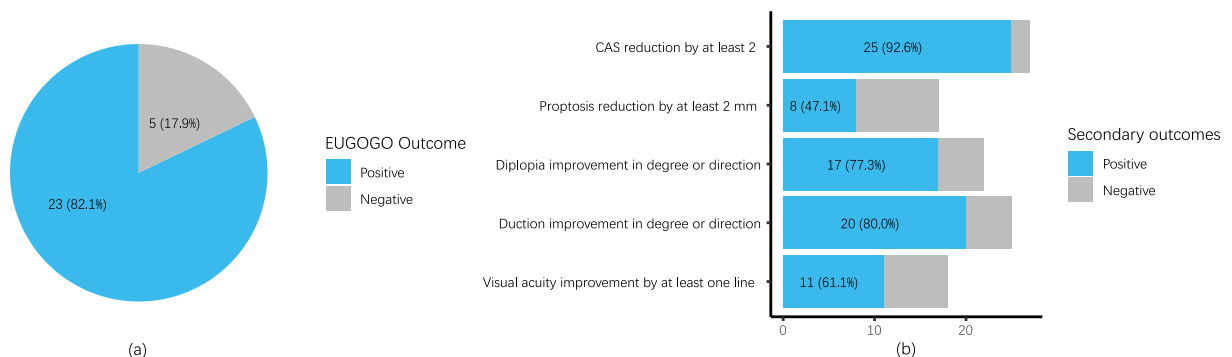 5 (17.9%)
23 (82.1%)
EUGOGO Outcome
Positive
Negative
(a)
CAS reduction by at least 2
25 (92.6%)
Proptosis reduction by at least 2 mm
8 (47.1%)
Diplopia improvement in degree or direction
17 (77.3%)
Duction improvement in degree or direction
20 (80.0%)
Visual acuity improvement by at least one line
11 (61.1%)
0 10 20
(b)
Secondary outcomes
Positive
Negative